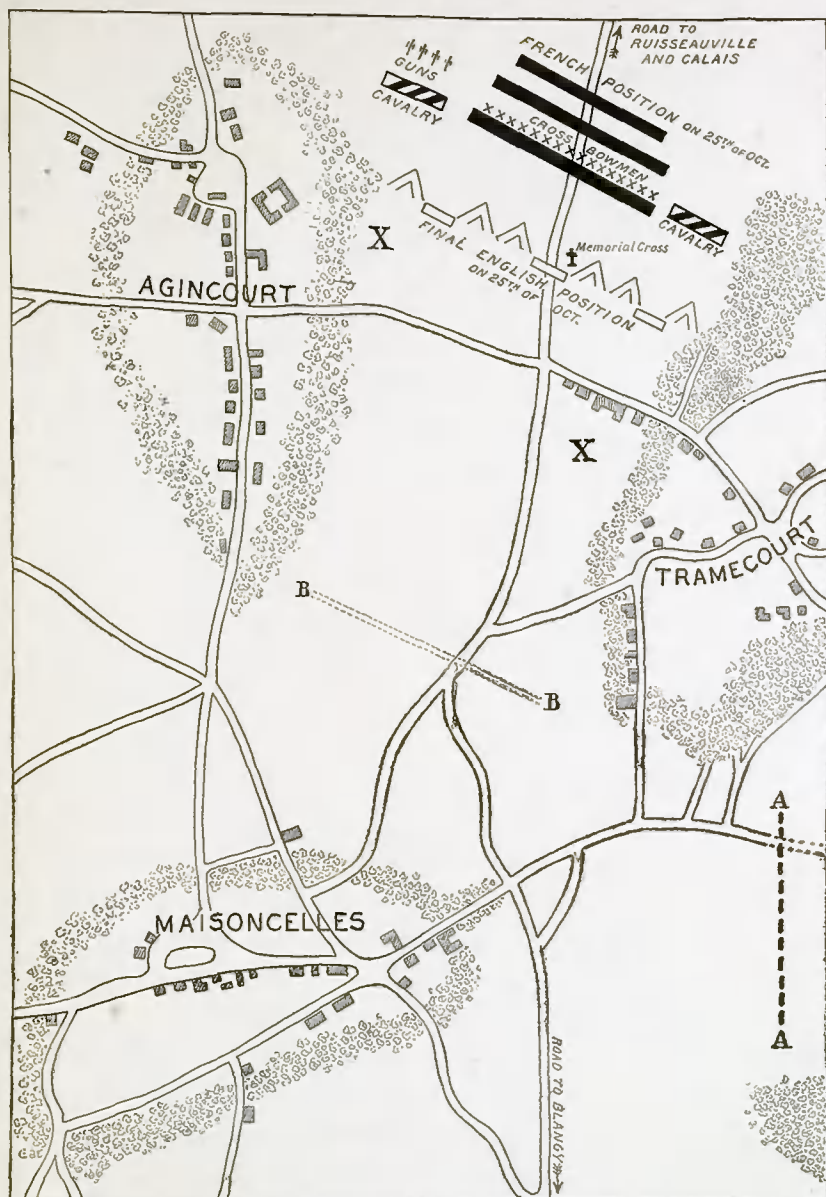 ROAD TO
RUISSEAUVILLE
AND CALAIS
GUNS
CAVALRY
FRENCH POSITION ON 25TH OF OCT.
XXXXXXXXXXXXXXXXX
CROSS BOWMEN
CAVALRY
X
Memorial Cross
FINAL ENGLISH POSITION
ON 25TH OF OCT.
AGINCOURT
X
TRAMECOURT
B
B
A
MAISONCELLES
A
ROAD TO BLANGY